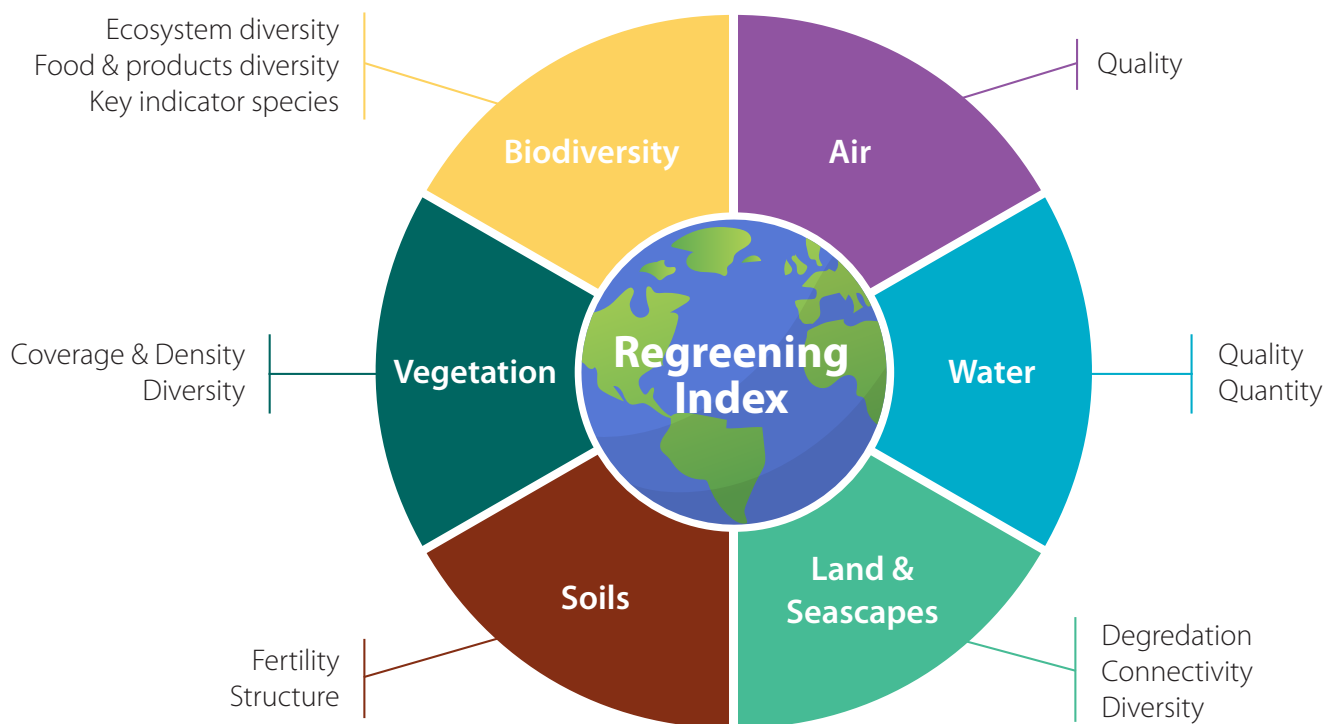 Ecosystem diversity
Food & products diversity
Key indicator species
Biodiversity
Air
Quality
Coverage & Density
Diversity
Vegetation
Regreening
Index
Water
Quality
Quantity
Fertility
Structure
Soils
Land &
Seascapes
Degredation
Connectivity
Diversity